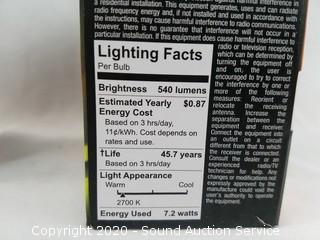 a residential installation. This equipment generates, uses and can radiate
radio frequency energy and, if not installed and used in accordance with
the instructions, may cause harmful interference to radio communications.
However, there is no guarantee that interference will not occur in a
particular installation. If this equipment does cause harmful interference to
radio or television reception,
which can be determined by
turning the equipment off
and on, the user is
encouraged to try to correct
the interference by one or
more of the following
measures: Reorient or
relocate the receiving
antenna. Increase the
separation between the
equipment and receiver.
Connect the equipment into
an outlet on a circuit
different from that to which
the receiver is connected.
Consult the dealer or an
experienced radio/TV
technician for help. Any
changes or modifications not
expressly approved by the
manufacture could void the
user's authority to operate
the equipment.
Lighting Facts
Per Bulb
Brightness 540 lumens
Estimated Yearly $0.87
Energy Cost
Based on 3 hrs/day,
11¢/kWh. Cost depends on
rates and use.
†Life 45.7 years
Based on 3 hrs/day
Light Appearance
Warm Cool
2700 K
Energy Used 7.2 watts
Copyright 2020 - Sound Auction Service